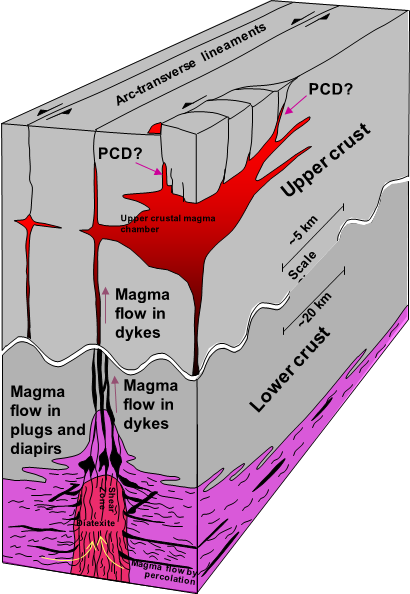 Arc-transverse lineaments
PCD?
PCD?
Upper crust
Upper crustal magma
chamber
~5 km
Scale
~20 km
Magma
flow in
dykes
Lower crust
Magma
flow in
plugs and
diapirs
Magma
flow in
dykes
Shear
Zone
Diatexite
Magma flow by
percolation